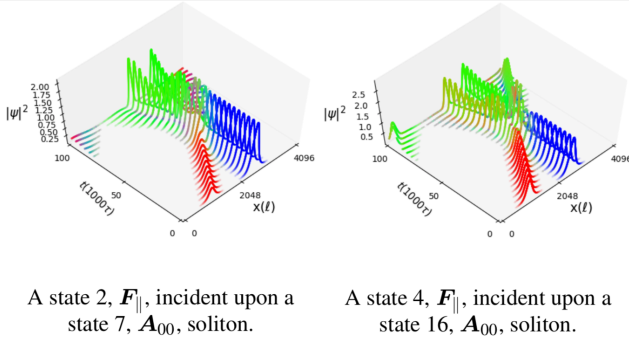 2.00
1.75
1.50
1.25
1.00
0.75
0.50
0.25
|ψ|²
100
50
0
t(1000τ)
0
2048
4096
x(ℓ)
2.5
2.0
1.5
1.0
0.5
|ψ|²
100
50
0
t(1000τ)
0
2048
4096
x(ℓ)
A state 2, F∥, incident upon a
state 7, A₀₀, soliton.
A state 4, F∥, incident upon a
state 16, A₀₀, soliton.